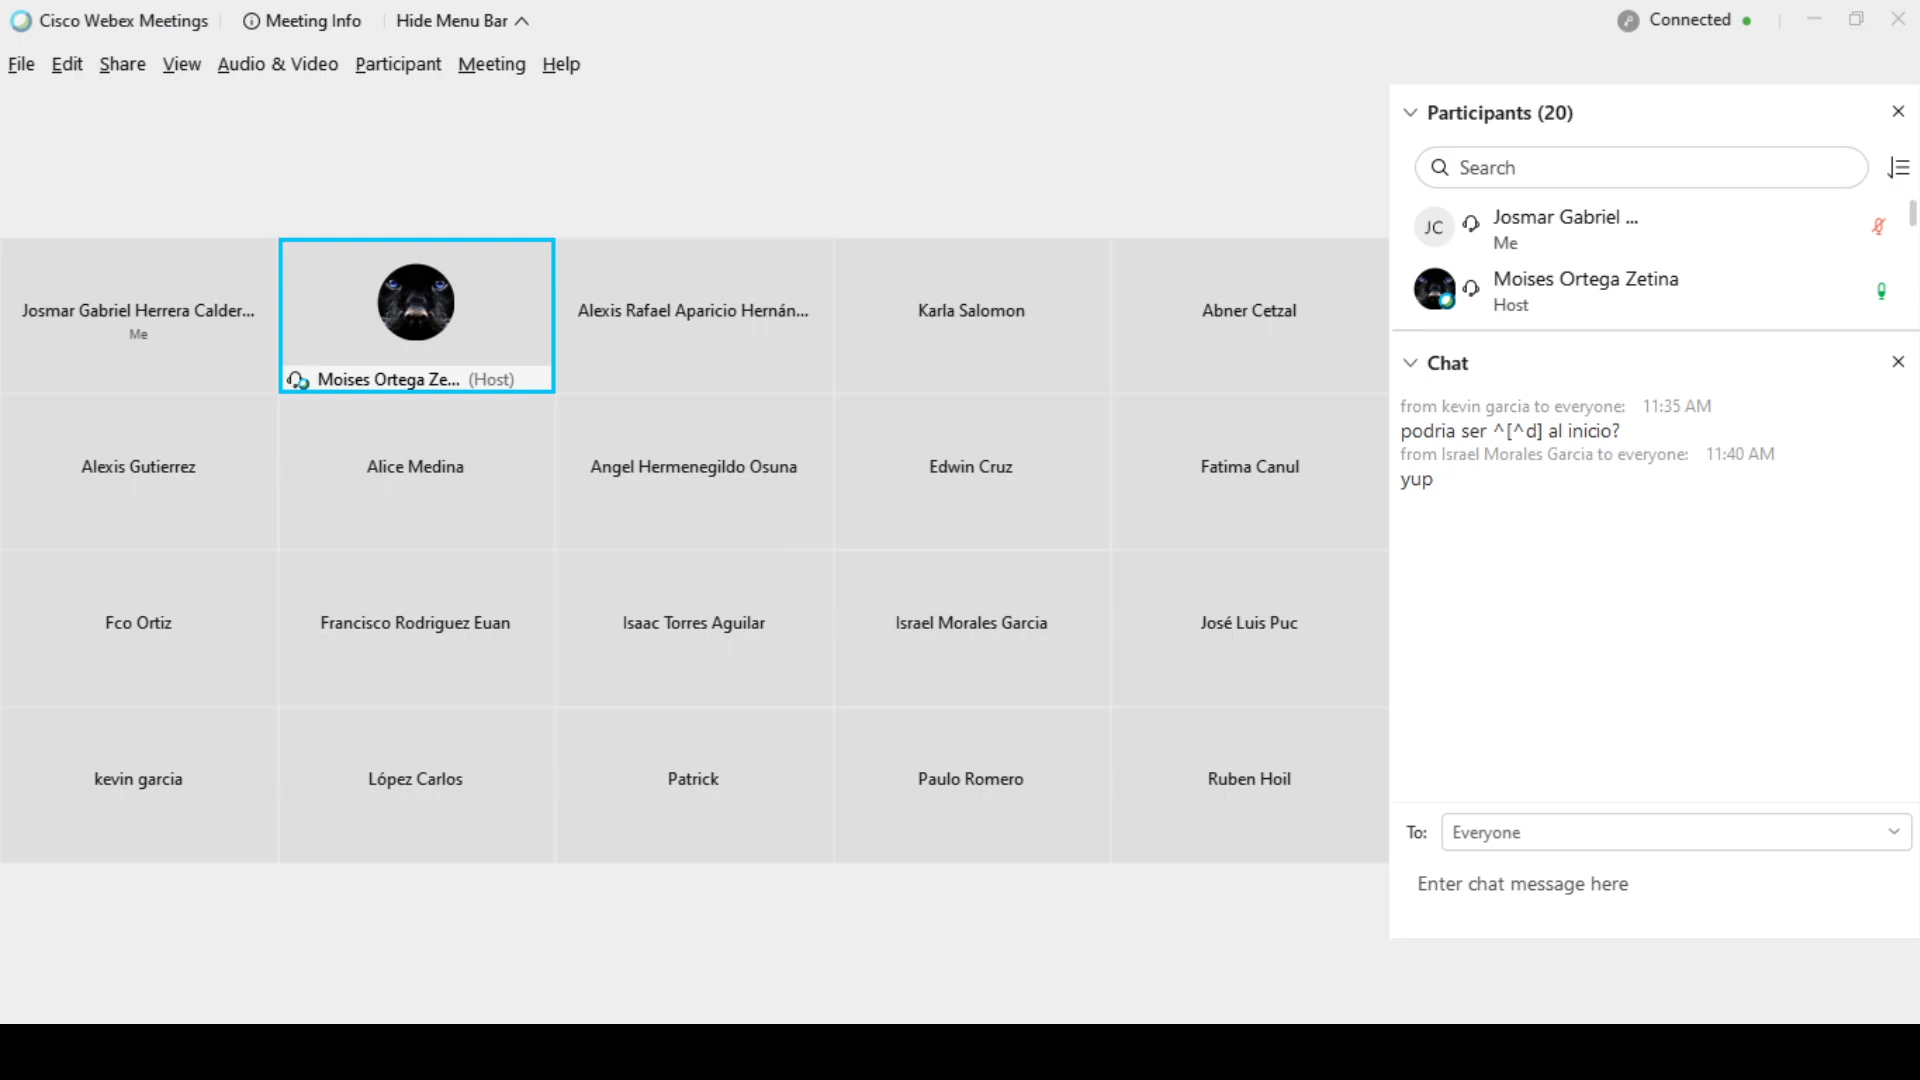 Cisco Webex Meetings
Meeting Info
Hide Menu Bar
Connected
File Edit Share View Audio & Video Participant Meeting Help
Participants (20)
Search
JC
Josmar Gabriel ...
Me
Moises Ortega Zetina
Host
Josmar Gabriel Herrera Calder...
Me
Moises Ortega Ze... (Host)
Alexis Rafael Aparicio Hernán...
Karla Salomon
Abner Cetzal
Alexis Gutierrez
Alice Medina
Angel Hermenegildo Osuna
Edwin Cruz
Fatima Canul
Fco Ortiz
Francisco Rodriguez Euan
Isaac Torres Aguilar
Israel Morales Garcia
José Luis Puc
kevin garcia
López Carlos
Patrick
Paulo Romero
Ruben Hoil
Chat
from kevin garcia to everyone: 11:35 AM
podria ser ^[^d] al inicio?
from Israel Morales Garcia to everyone: 11:40 AM
yup
To: Everyone
Enter chat message here